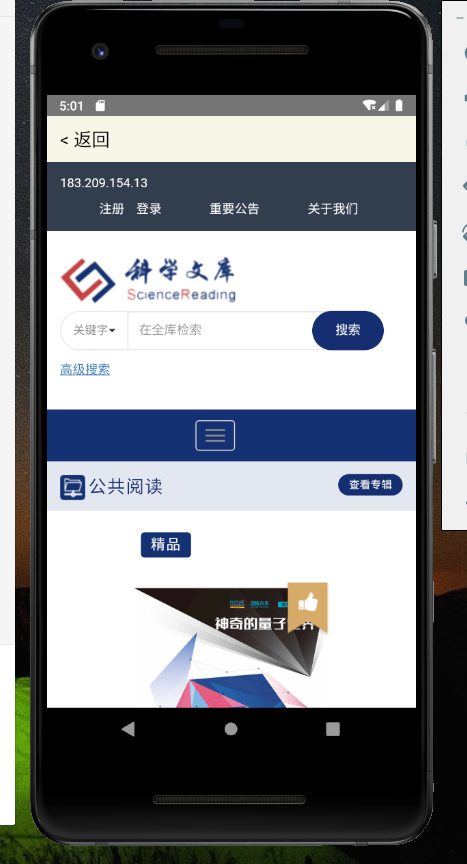 5:01
< 返回
183.209.154.13
注册 登录 重要公告 关于我们
科学文库
ScienceReading
关键字 在全库检索 搜索
高级搜索
公共阅读 查看专辑
精品
神奇的量子世界